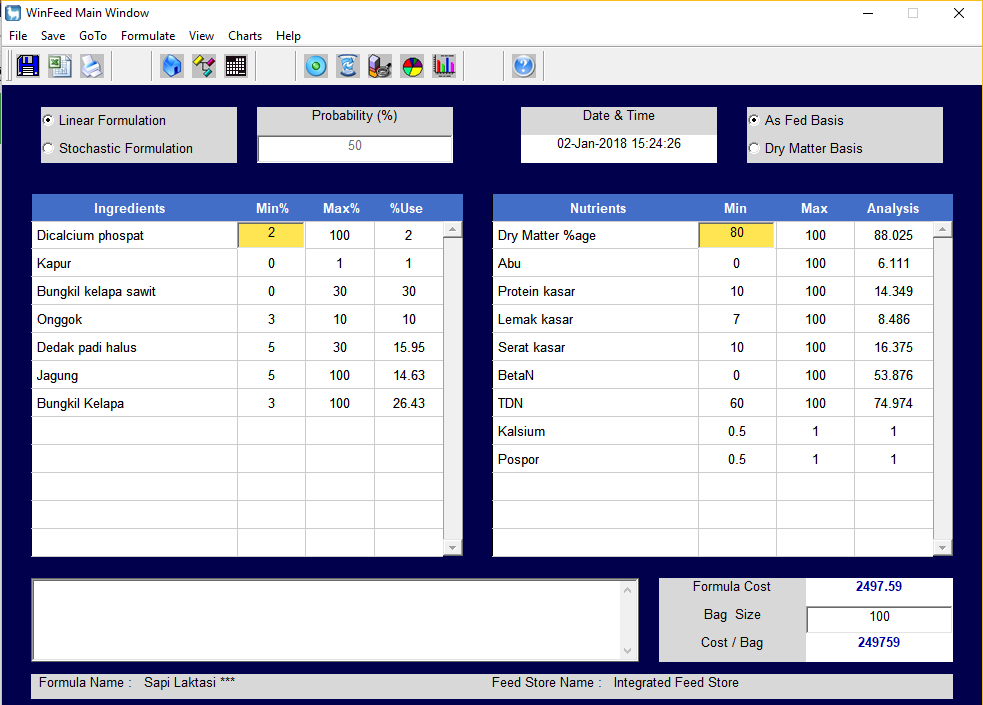 WinFeed Main Window
File Save GoTo Formulate View Charts Help
Linear Formulation
Stochastic Formulation
Probability (%)
50
Date & Time
02-Jan-2018 15:24:26
As Fed Basis
Dry Matter Basis
Ingredients Min% Max% %Use
Dicalcium phospat 2 100 2
Kapur 0 1 1
Bungkil kelapa sawit 0 30 30
Onggok 3 10 10
Dedak padi halus 5 30 15.95
Jagung 5 100 14.63
Bungkil Kelapa 3 100 26.43
Nutrients Min Max Analysis
Dry Matter %age 80 100 88.025
Abu 0 100 6.111
Protein kasar 10 100 14.349
Lemak kasar 7 100 8.486
Serat kasar 10 100 16.375
BetaN 0 100 53.876
TDN 60 100 74.974
Kalsium 0.5 1 1
Pospor 0.5 1 1
Formula Cost 2497.59
Bag Size 100
Cost / Bag 249759
Formula Name : Sapi Laktasi *** Feed Store Name : Integrated Feed Store